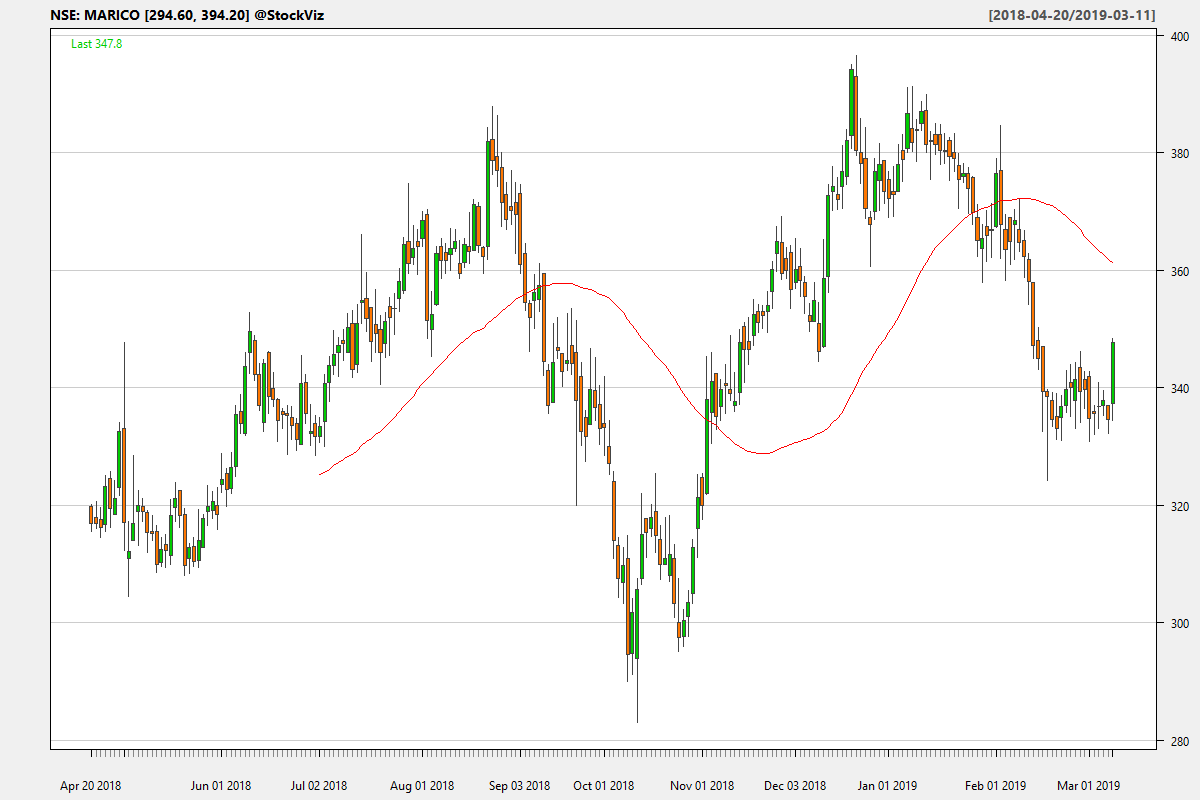 NSE: MARICO [294.60, 394.20] @StockViz
[2018-04-20/2019-03-11]
Last 347.8
400
380
360
340
320
300
280
Apr 20 2018 Jun 01 2018 Jul 02 2018 Aug 01 2018 Sep 03 2018 Oct 01 2018 Nov 01 2018 Dec 03 2018 Jan 01 2019 Feb 01 2019 Mar 01 2019